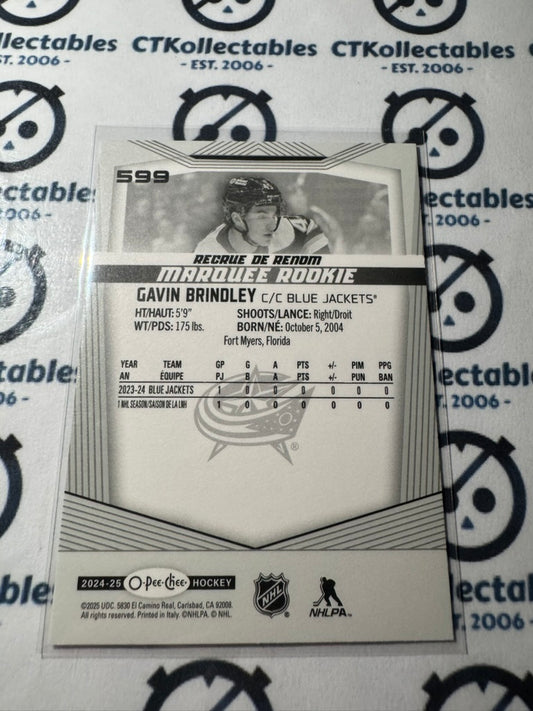 CTKollectables
- EST. 2006 -
599
RECRUE DE RENOM
MARQUEE ROOKIE
GAVIN BRINDLEY C/C BLUE JACKETS®
HT/HAUT: 5'9" SHOOTS/LANCE: Right/Droit
WT/PDS: 175 lbs. BORN/NÉ: October 5, 2004
Fort Myers, Florida
YEAR TEAM GP G A PTS +/- PIM PPG
AN ÉQUIPE PJ B A PTS +/- PUN BAN
2023-24 BLUE JACKETS 1 0 0 0 0 0 0
1 NHL SEASON/SAISON DE LA LNH 1 0 0 0 0 0 0
®
2024-25 O-Pee-Chee® HOCKEY
©2025 UDC. 5830 El Camino Real, Carlsbad, CA 92008.
All rights reserved. Printed in Italy. ©NHLPA. © NHL.
NHL
NHLPA™